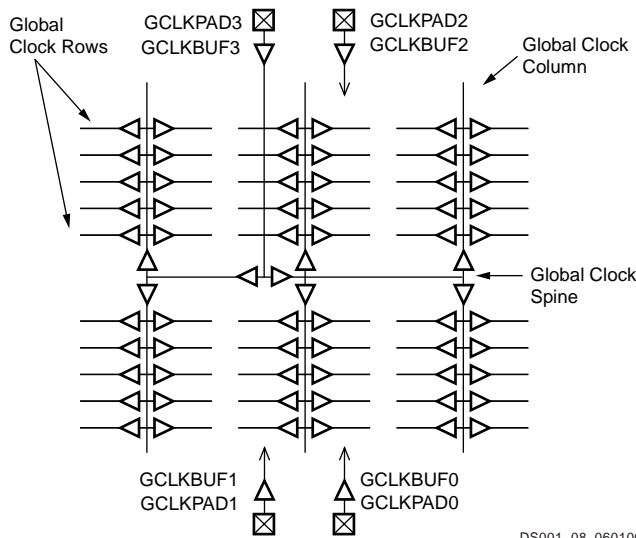 Global
Clock Rows
GCLKPAD3
GCLKBUF3
GCLKPAD2
GCLKBUF2
Global Clock
Column
Global Clock
Spine
GCLKBUF1
GCLKPAD1
GCLKBUF0
GCLKPAD0